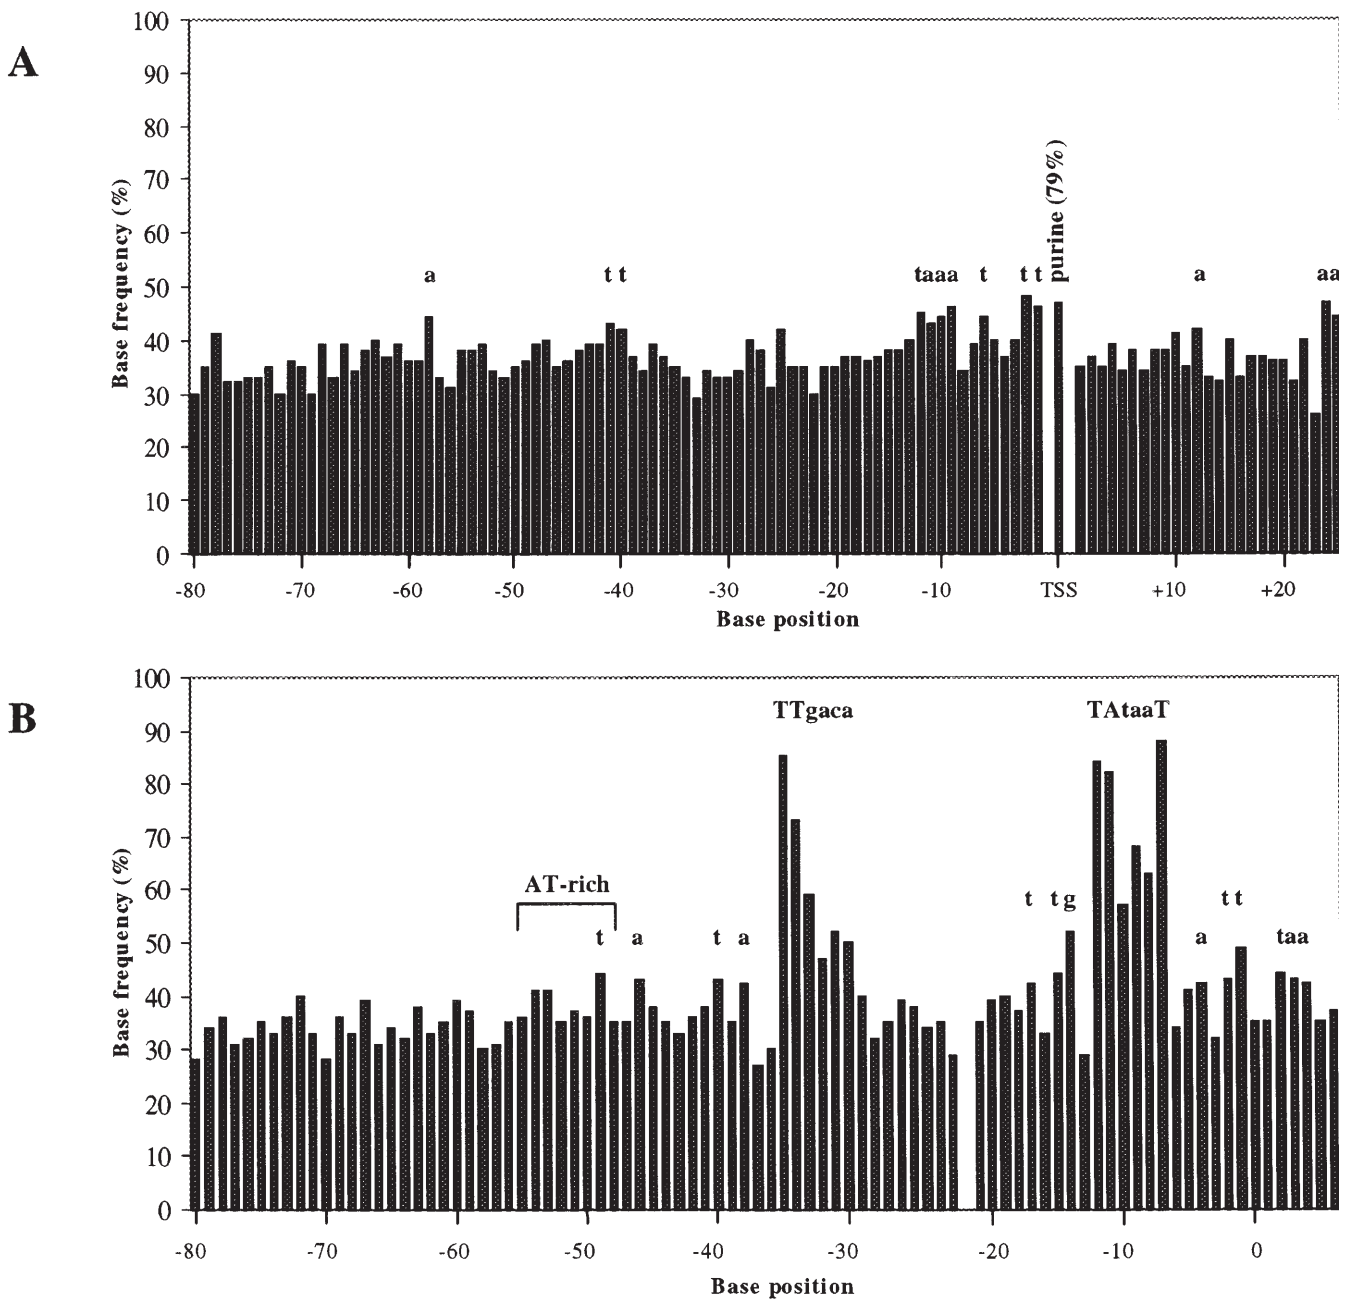 A
Base frequency (%)
100
90
80
70
60
50
40
30
20
10
0
a
t t
taaa
t
t t
purine (79%)
a
aa
-80 -70 -60 -50 -40 -30 -20 -10 TSS +10 +20
Base position
B
Base frequency (%)
100
90
80
70
60
50
40
30
20
10
0
TTgaca
TAtaaT
AT-rich
t
t g
t t
t
a
t
a
a
taa
-80 -70 -60 -50 -40 -30 -20 -10 0
Base position